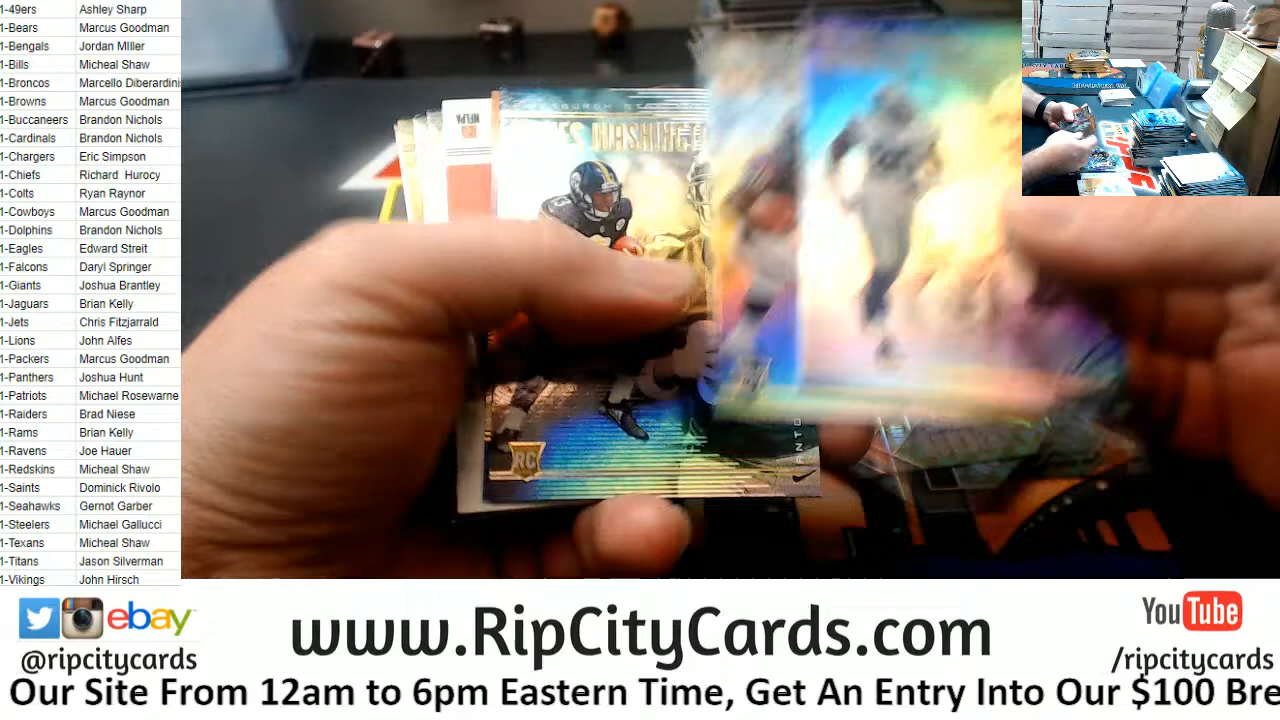 1-49ers Ashley Sharp
1-Bears Marcus Goodman
1-Bengals Jordan MIller
1-Bills Micheal Shaw
1-Broncos Marcello Diberardini
1-Browns Marcus Goodman
1-Buccaneers Brandon Nichols
1-Cardinals Brandon Nichols
1-Chargers Eric Simpson
1-Chiefs Richard Hurocy
1-Colts Ryan Raynor
1-Cowboys Marcus Goodman
1-Dolphins Brandon Nichols
1-Eagles Edward Streit
1-Falcons Daryl Springer
1-Giants Joshua Brantley
1-Jaguars Brian Kelly
1-Jets Chris Fitzjarrald
1-Lions John Alfes
1-Packers Marcus Goodman
1-Panthers Joshua Hunt
1-Patriots Michael Rosewarne
1-Raiders Brad Niese
1-Rams Brian Kelly
1-Ravens Joe Hauer
1-Redskins Micheal Shaw
1-Saints Dominick Rivolo
1-Seahawks Gernot Garber
1-Steelers Michael Gallucci
1-Texans Micheal Shaw
1-Titans Jason Silverman
1-Vikings John Hirsch
NFLPA
RC
ebay
@ripcitycards
www.RipCityCards.com
YouTube
/ripcitycards
Our Site From 12am to 6pm Eastern Time, Get An Entry Into Our $100 Bre